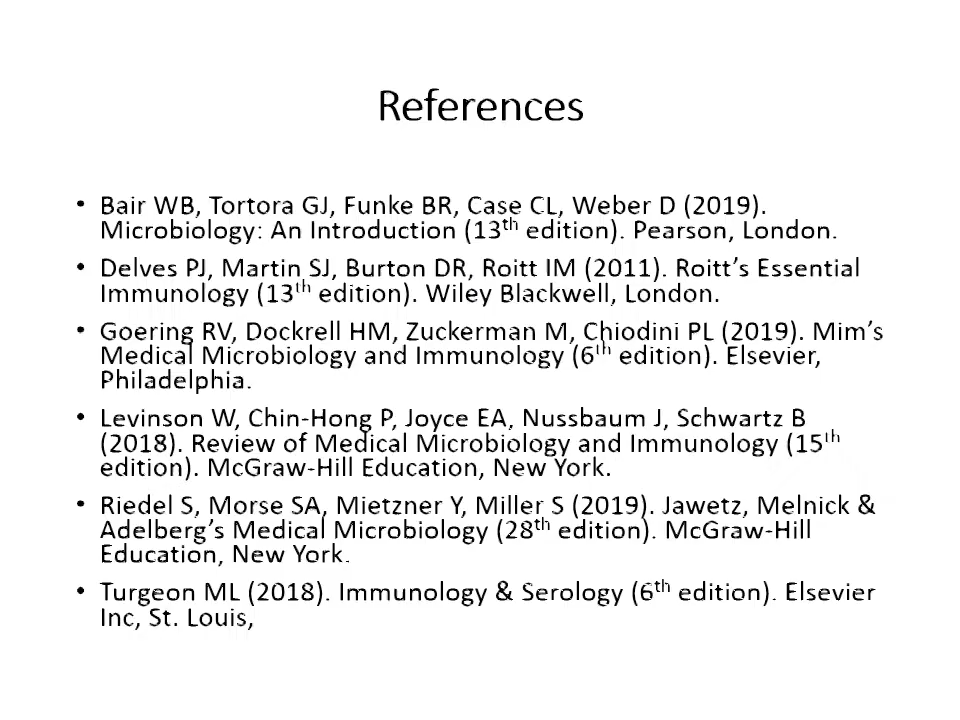 References
• Bair WB, Tortora GJ, Funke BR, Case CL, Weber D (2019).
Microbiology: An Introduction (13th edition). Pearson, London.
• Delves PJ, Martin SJ, Burton DR, Roitt IM (2011). Roitt’s Essential
Immunology (13th edition). Wiley Blackwell, London.
• Goering RV, Dockrell HM, Zuckerman M, Chiodini PL (2019). Mim’s
Medical Microbiology and Immunology (6th edition). Elsevier,
Philadelphia.
• Levinson W, Chin-Hong P, Joyce EA, Nussbaum J, Schwartz B
(2018). Review of Medical Microbiology and Immunology (15th
edition). McGraw-Hill Education, New York.
• Riedel S, Morse SA, Mietzner Y, Miller S (2019). Jawetz, Melnick &
Adelberg’s Medical Microbiology (28th edition). McGraw-Hill
Education, New York.
• Turgeon ML (2018). Immunology & Serology (6th edition). Elsevier
Inc, St. Louis,